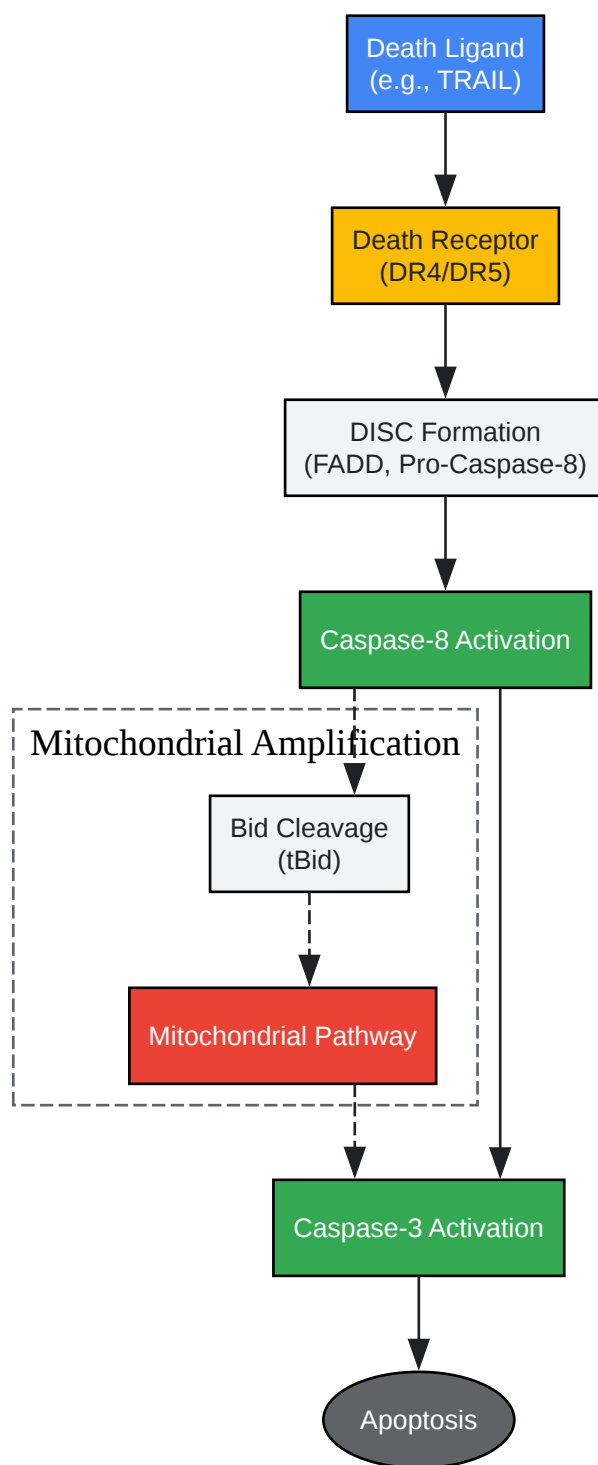 Death Ligand
(e.g., TRAIL)
Death Receptor
(DR4/DR5)
DISC Formation
(FADD, Pro-Caspase-8)
Caspase-8 Activation
Mitochondrial Amplification
Bid Cleavage
(tBid)
Mitochondrial Pathway
Caspase-3 Activation
Apoptosis